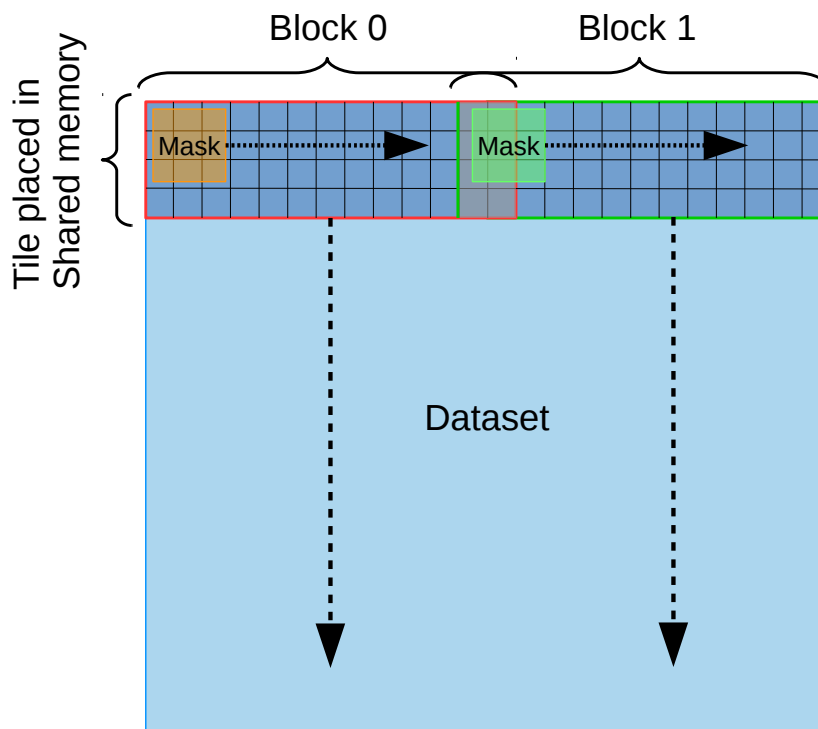 Block 0
Block 1
Tile placed in
Shared memory
Mask
Mask
Dataset